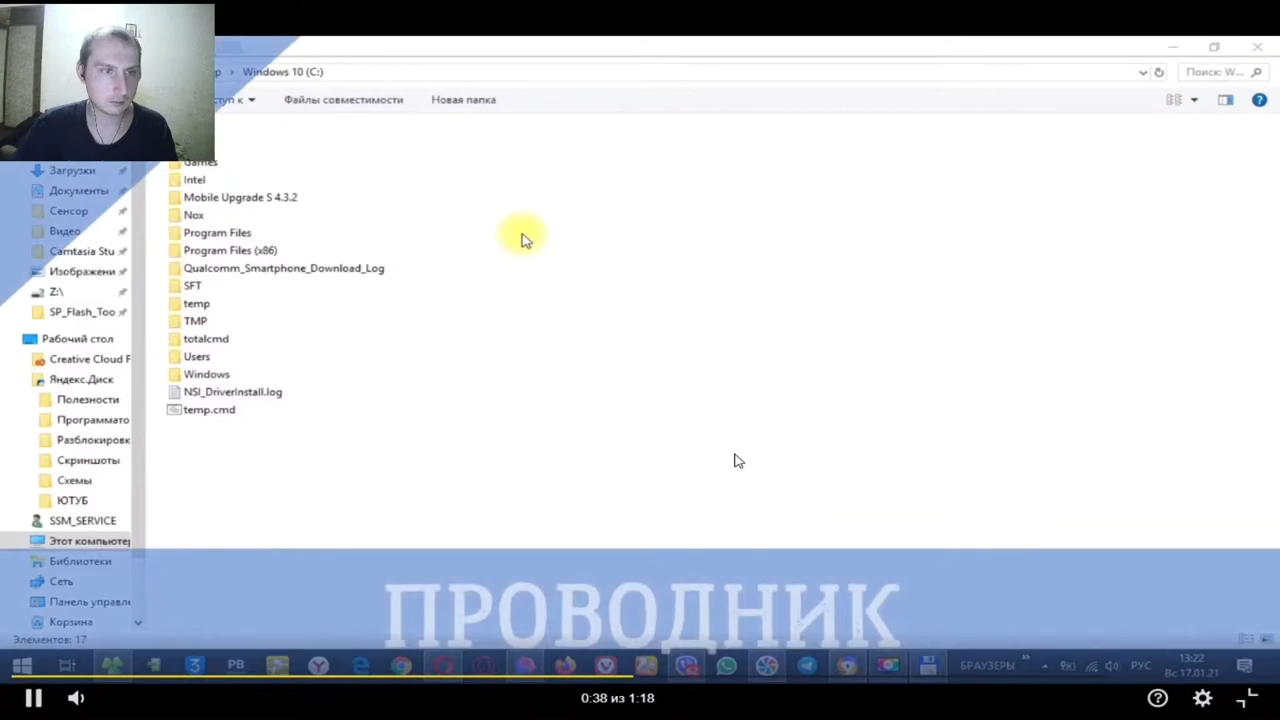 Windows 10 (C:)
Поиск: W...
Файлы совместимости
Новая папка
Games
Загрузки
Intel
Документы
Mobile Upgrade S 4.3.2
Сенсор
Nox
Видео
Program Files
Camtasia Stu
Program Files (x86)
Изображени
Qualcomm_Smartphone_Download_Log
Z:\
SFT
SP_Flash_Too
temp
TMP
Рабочий стол
totalcmd
Creative Cloud F
Users
Яндекс.Диск
Windows
Полезности
NSI_DriverInstall.log
Программато
temp.cmd
Разблокировк
Скриншоты
Схемы
ЮТУБ
SSM_SERVICE
Этот компьютер
Библиотеки
Сеть
Панель управл
Корзина
ПРОВОДНИК
Элементов: 17
PB
БРАУЗЕРЫ
РУС
13:22
Вс 17.01.21
0:38 из 1:18